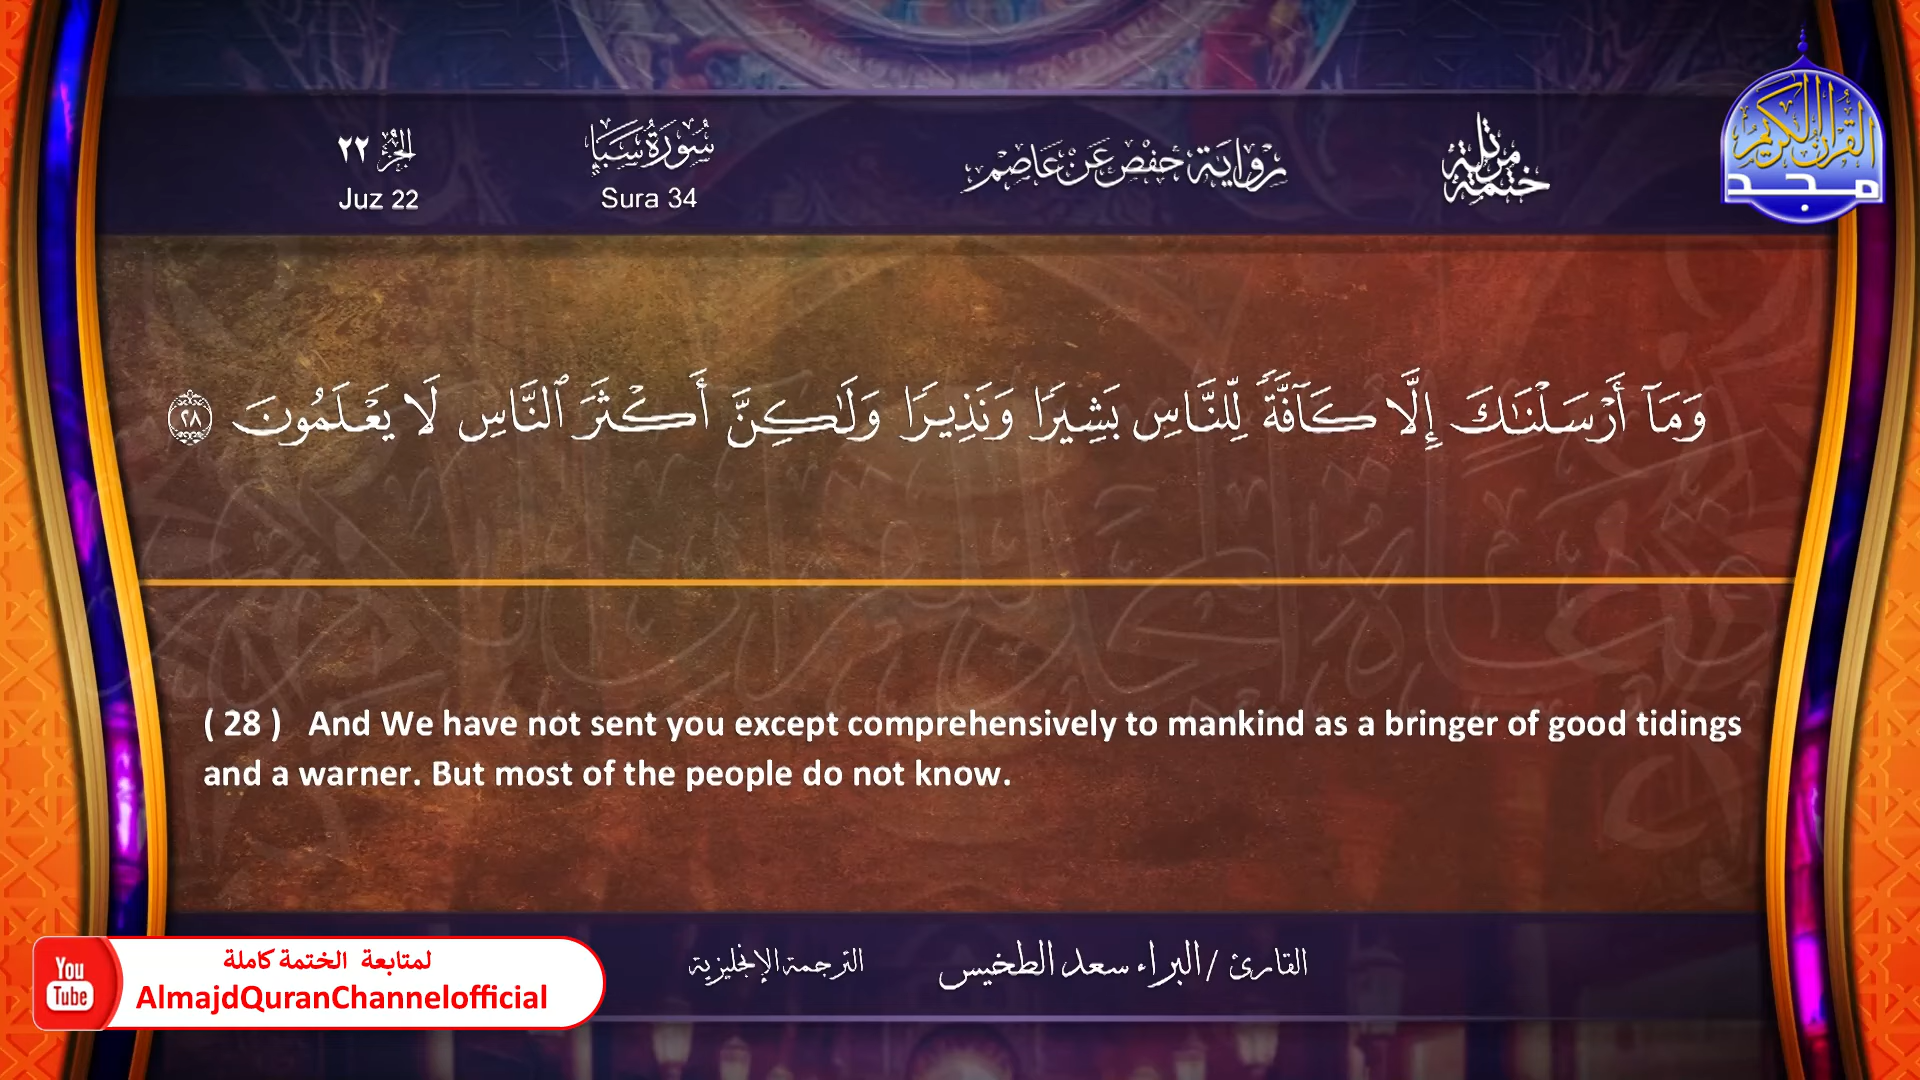 الجزء ٢٢
Juz 22
سُورَةُ سَبَإ
Sura 34
رواية حفص عن عاصم
ختمة مرتلة
القرآن الكريم
مجد
وَمَآ أَرْسَلْنَٰكَ إِلَّا كَآفَّةً لِّلنَّاسِ بَشِيرًا وَنَذِيرًا وَلَٰكِنَّ أَكْثَرَ ٱلنَّاسِ لَا يَعْلَمُونَ ٢٨
( 28 ) And We have not sent you except comprehensively to mankind as a bringer of good tidings
and a warner. But most of the people do not know.
القارئ / البراء سعد الطخيس
الترجمة الإنجليزية
You
Tube
لمتابعة الختمة كاملة
AlmajdQuranChannelofficial